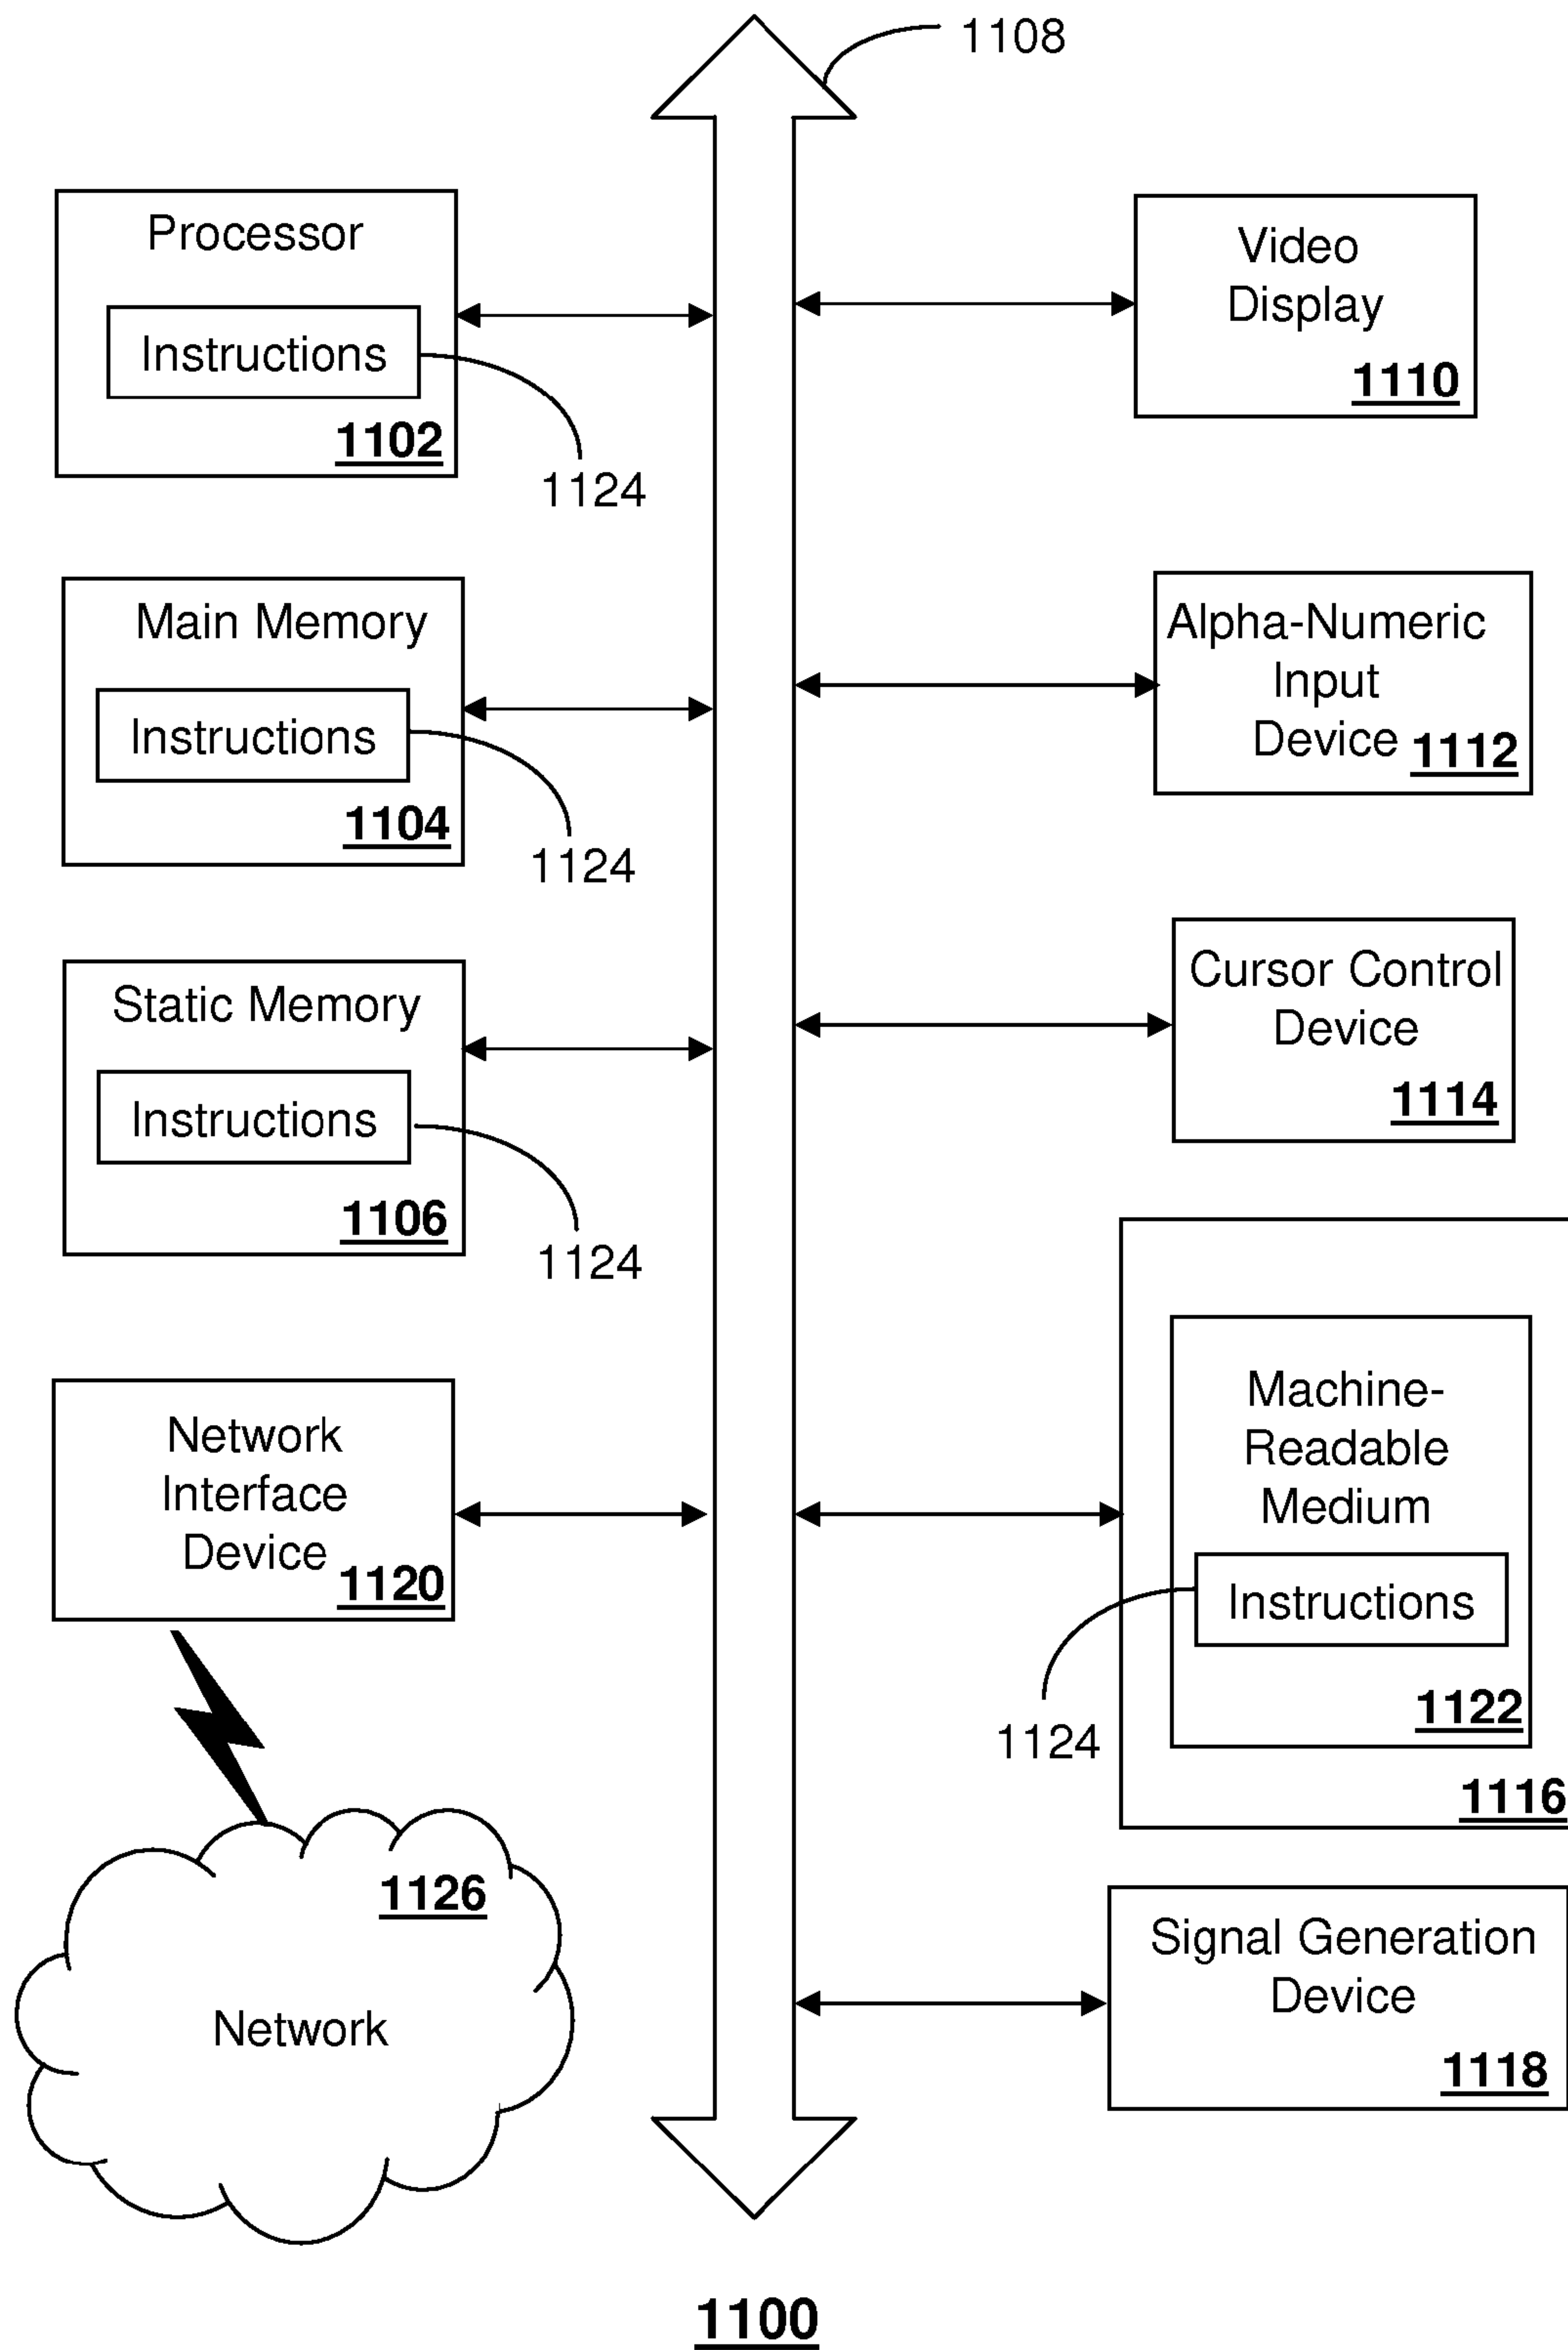 1108
Processor
Instructions
1102
1124
Video
Display
1110
Main Memory
Instructions
1104
1124
Alpha-Numeric
Input
Device 1112
Static Memory
Instructions
1106
1124
Cursor Control
Device
1114
Network
Interface
Device
1120
Machine-
Readable
Medium
Instructions
1122
1124
1116
1126
Network
Signal Generation
Device
1118
1100